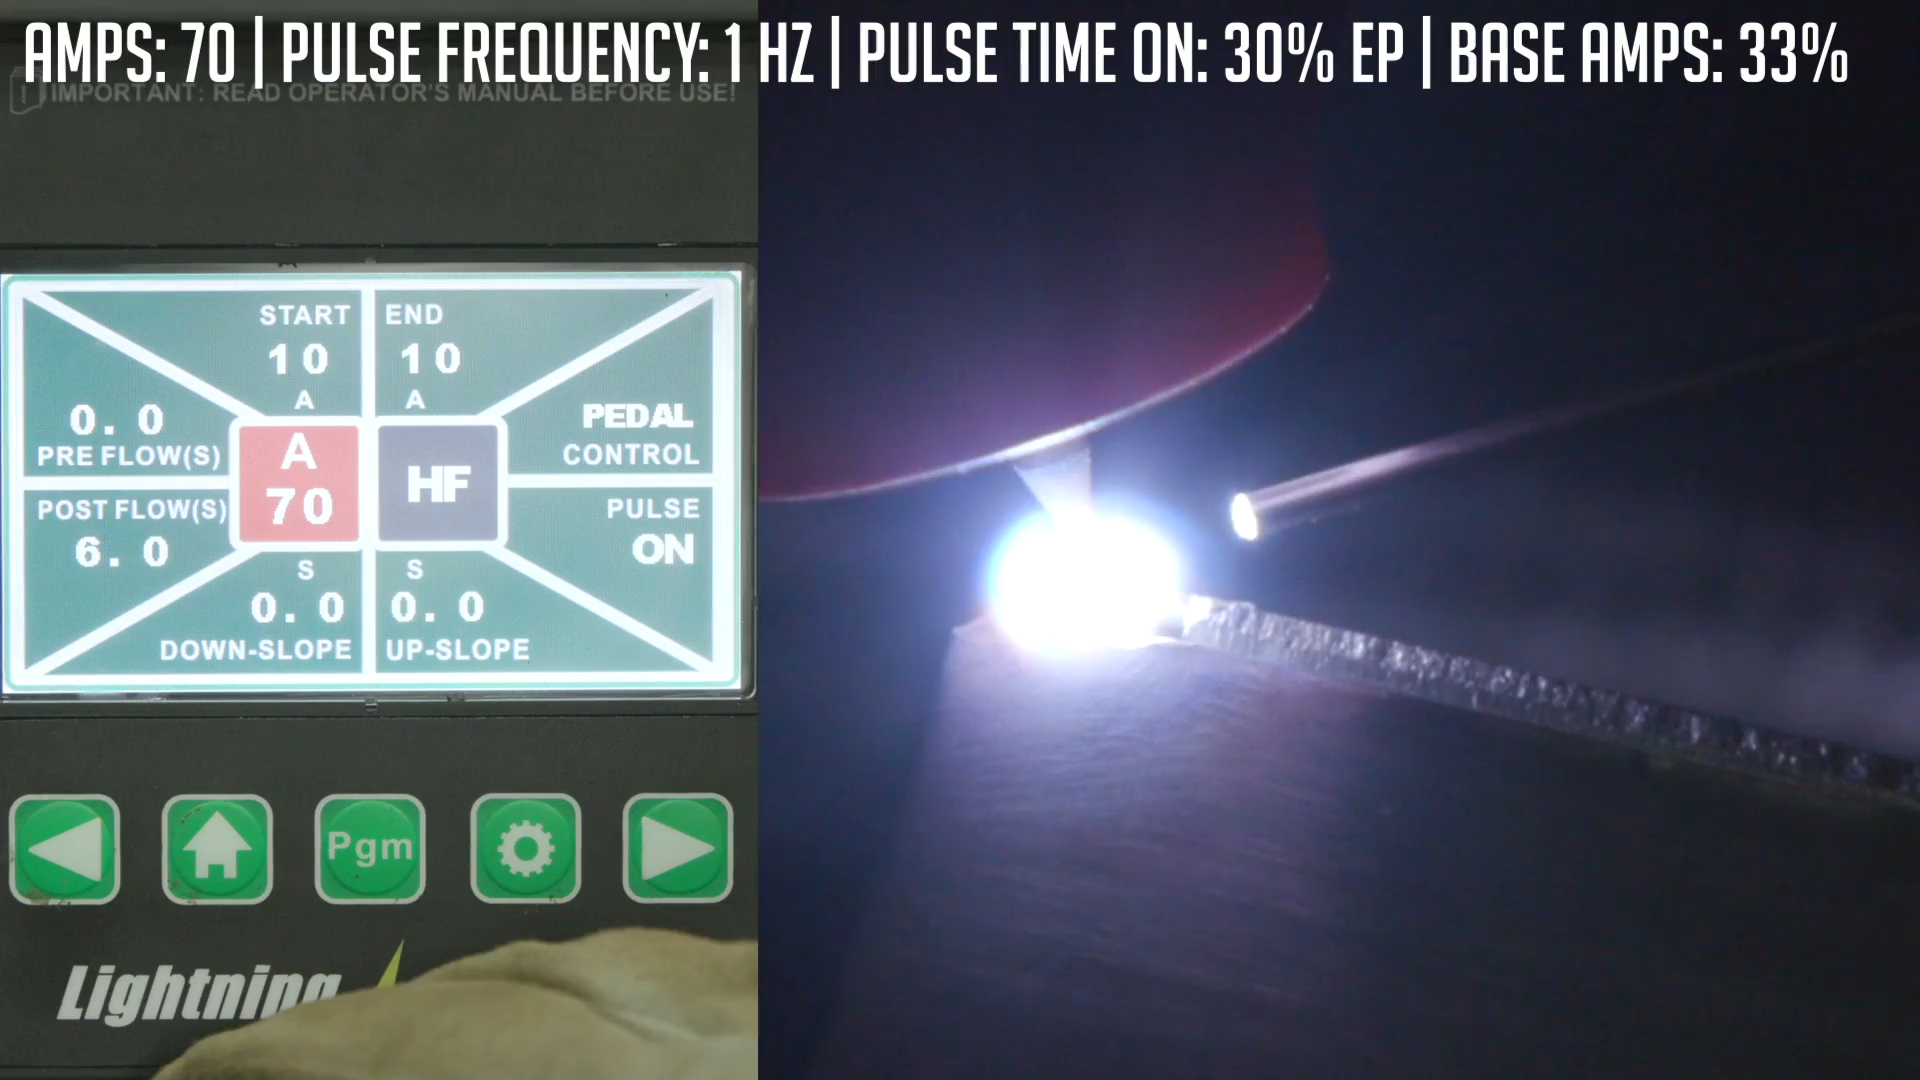 AMPS: 70 | PULSE FREQUENCY: 1 HZ | PULSE TIME ON: 30% EP | BASE AMPS: 33%
IMPORTANT: READ OPERATOR'S MANUAL BEFORE USE!
START
10
A
END
10
A
0.0
PRE FLOW(S)
PEDAL
CONTROL
A
70
HF
POST FLOW(S)
6.0
PULSE
ON
S
0.0
DOWN-SLOPE
S
0.0
UP-SLOPE
Pgm
Lightning